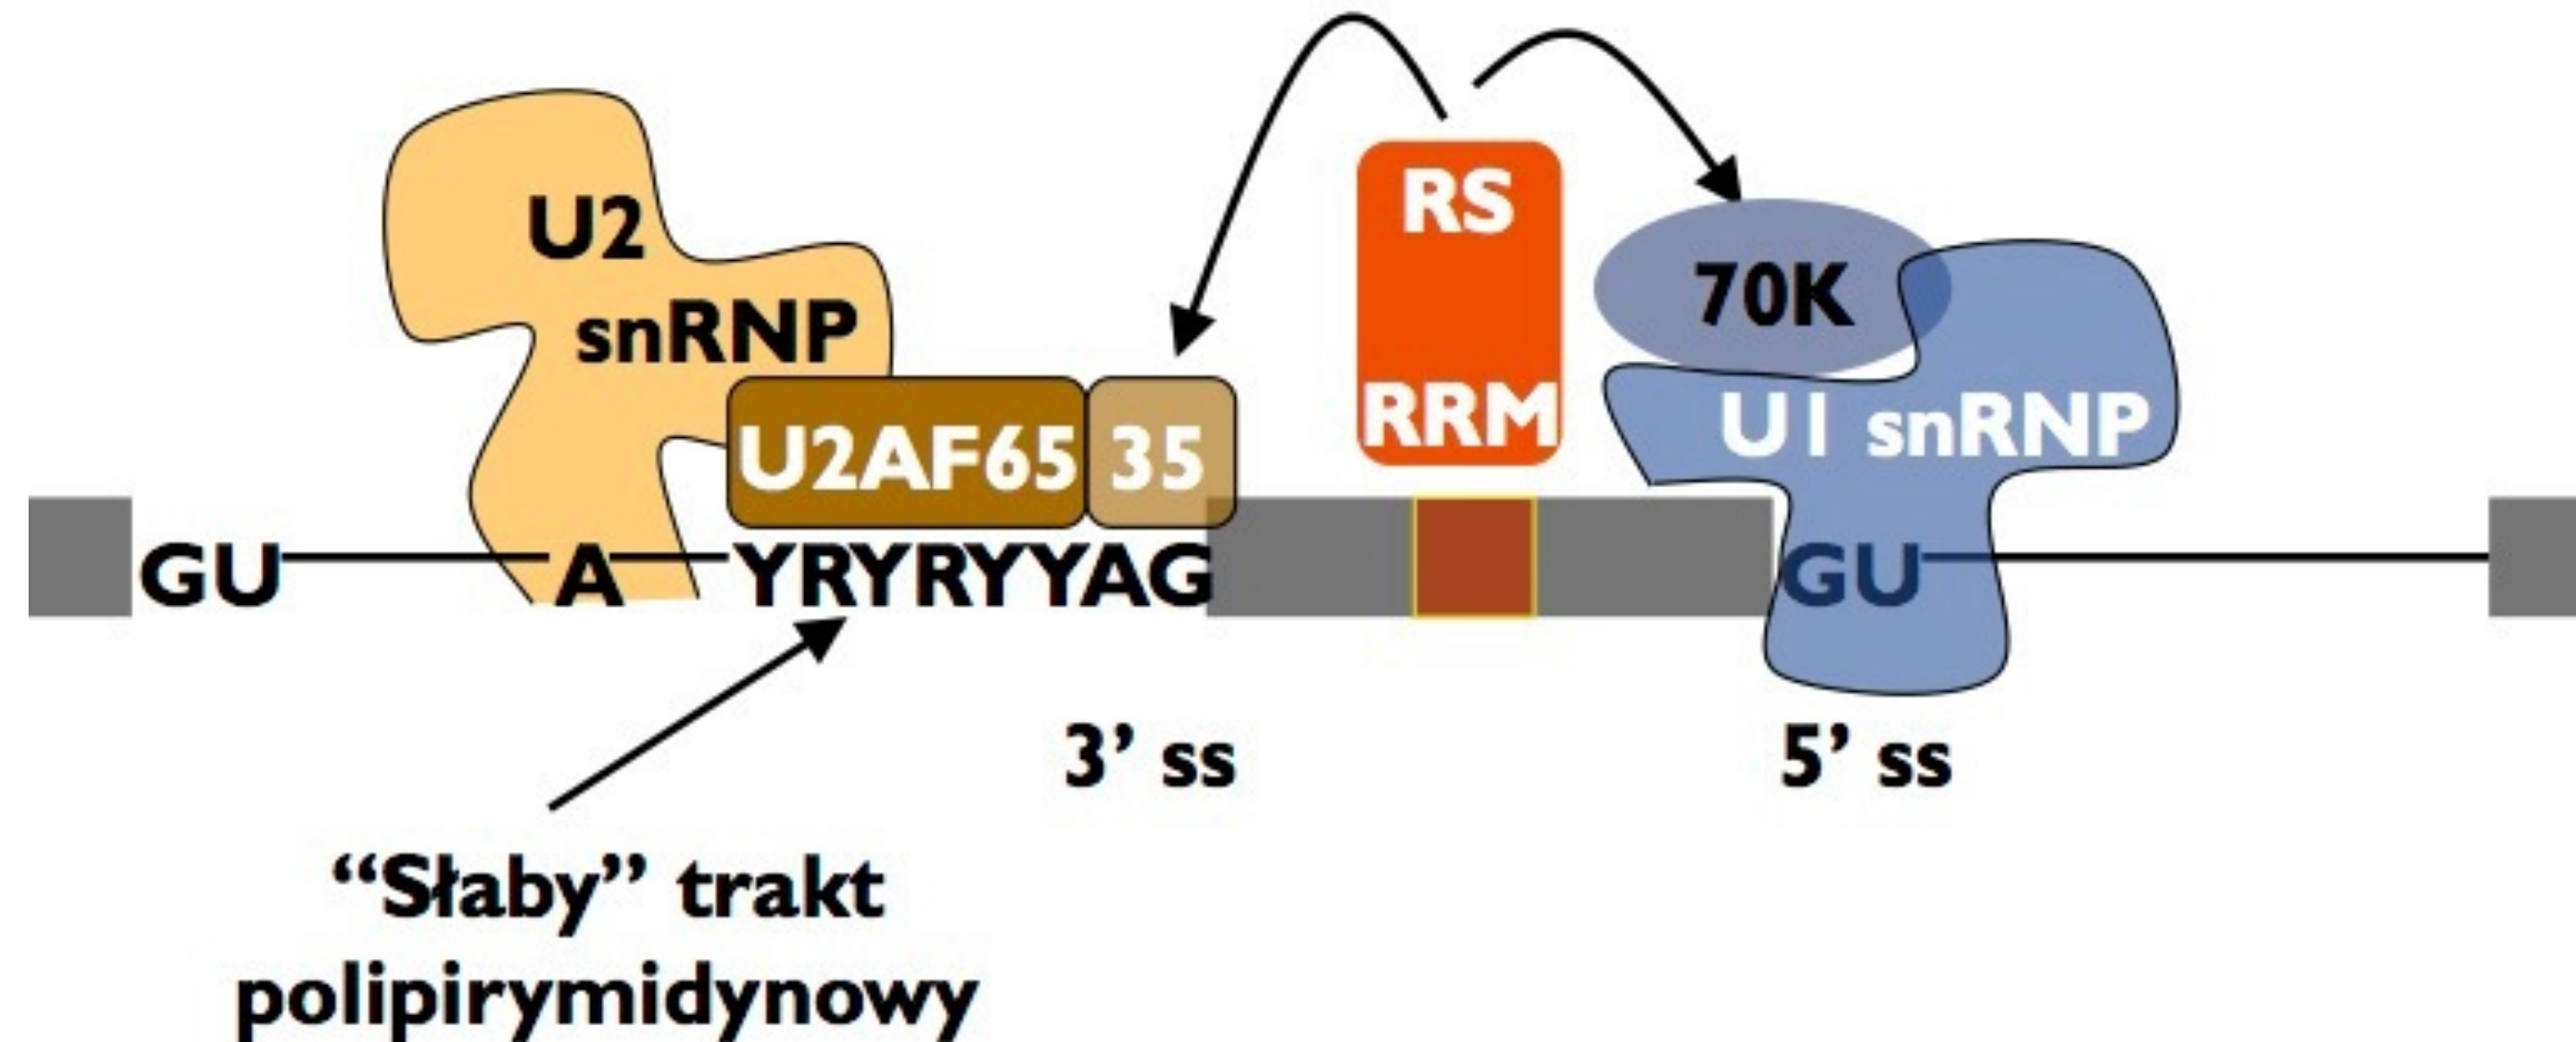 U2
snRNP
RS
RRM
70K
U1 snRNP
U2AF65
35
GU
A
YRYRYYAG
GU
3’ ss
5’ ss
“Słaby” trakt
polipirymidynowy